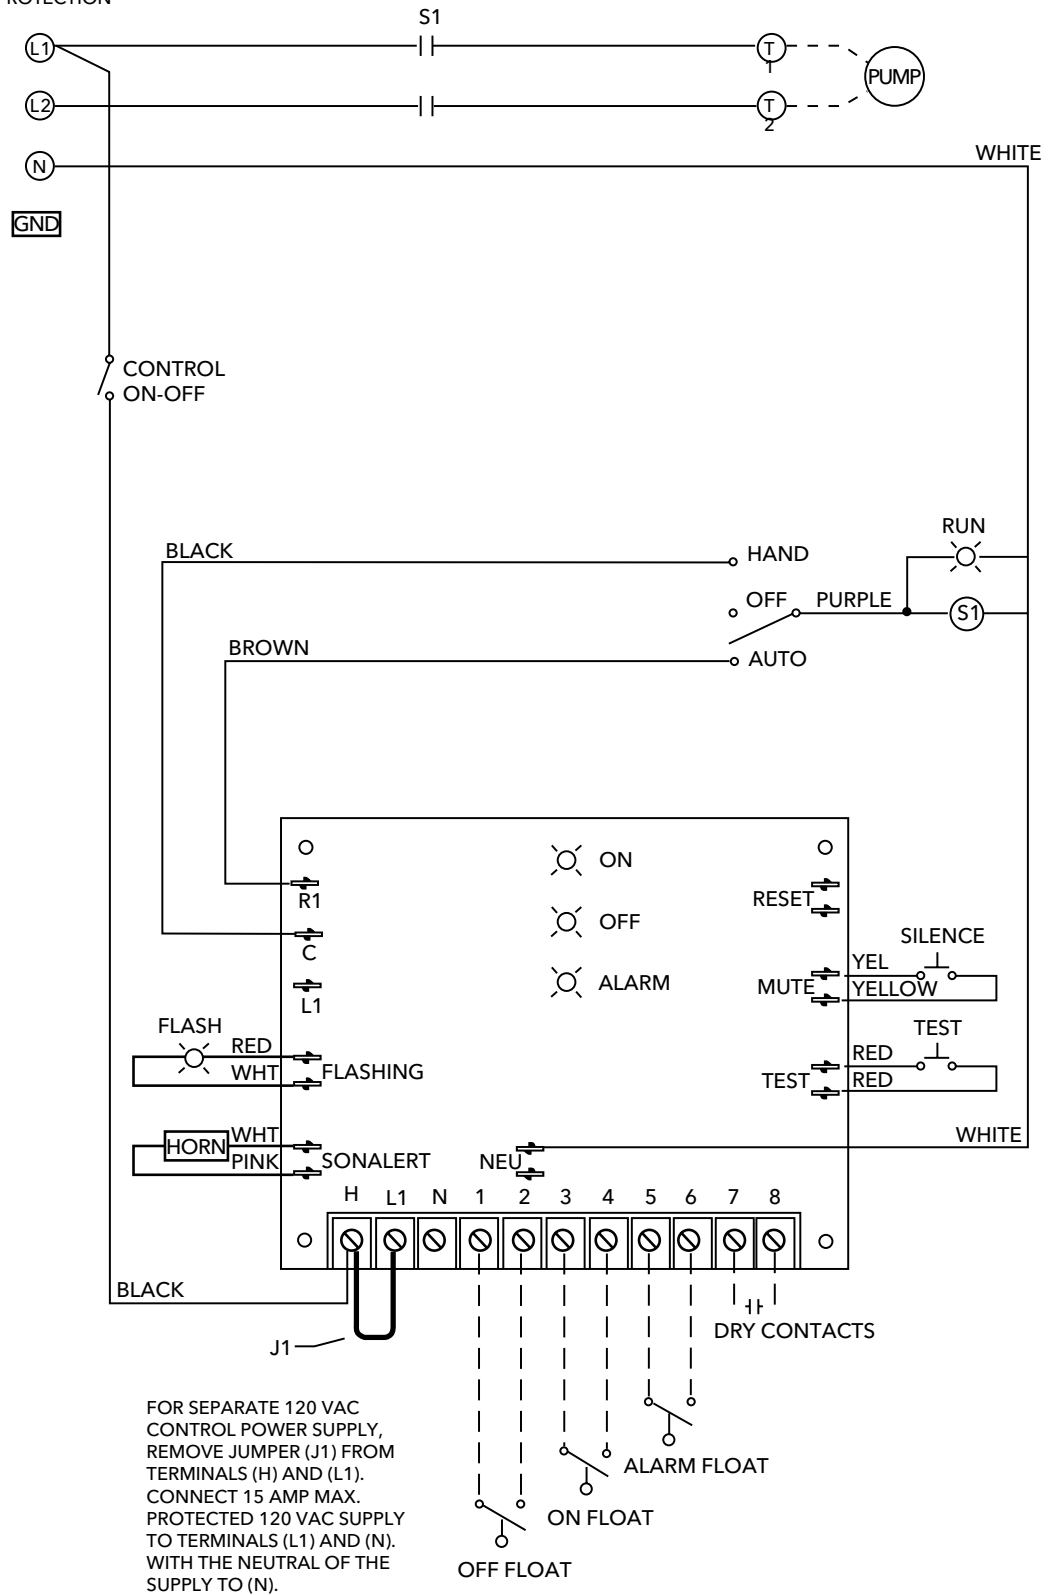 ROTECTION
S1
L1
T
1
PUMP
L2
T
2
N
WHITE
GND
CONTROL
ON-OFF
RUN
BLACK
HAND
OFF
PURPLE
S1
BROWN
AUTO
ON
R1
RESET
OFF
SILENCE
C
YEL
ALARM
MUTE
YELLOW
L1
FLASH
TEST
RED
RED
WHT
FLASHING
TEST
RED
HORN
WHT
WHITE
PINK
SONALERT
NEU
H L1 N 1 2 3 4 5 6 7 8
BLACK
DRY CONTACTS
J1
FOR SEPARATE 120 VAC
CONTROL POWER SUPPLY,
REMOVE JUMPER (J1) FROM
TERMINALS (H) AND (L1).
CONNECT 15 AMP MAX.
PROTECTED 120 VAC SUPPLY
TO TERMINALS (L1) AND (N).
WITH THE NEUTRAL OF THE
SUPPLY TO (N).
ALARM FLOAT
ON FLOAT
OFF FLOAT